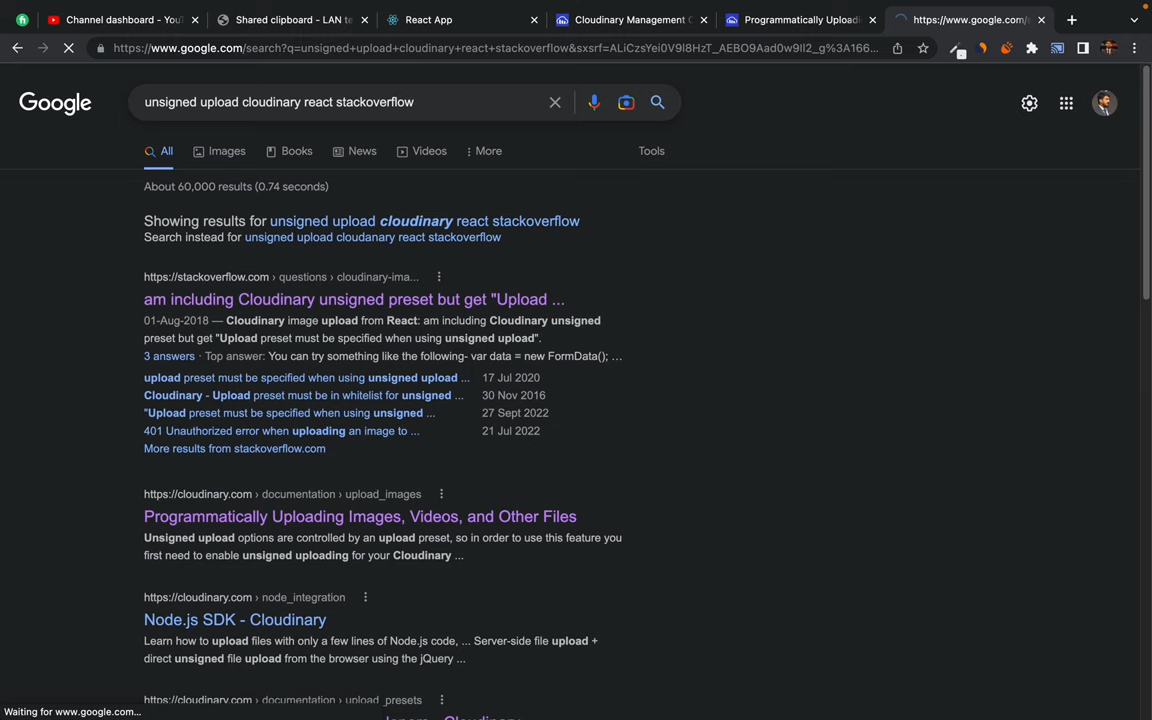 Channel dashboard - YouT
Shared clipboard - LAN te
React App
Cloudinary Management C
Programmatically Uploadin
https://www.google.com/
https://www.google.com/search?q=unsigned+upload+cloudinary+react+stackoverflow&sxsrf=ALiCzsYei0V9l8HzT_AEBO9Aad0w9Il2_g%3A166...
Google
unsigned upload cloudinary react stackoverflow
All
Images
Books
News
Videos
More
Tools
About 60,000 results (0.74 seconds)
Showing results for unsigned upload cloudinary react stackoverflow
Search instead for unsigned upload cloudanary react stackoverflow
https://stackoverflow.com › questions › cloudinary-ima...
am including Cloudinary unsigned preset but get "Upload ...
01-Aug-2018 — Cloudinary image upload from React: am including Cloudinary unsigned
preset but get "Upload preset must be specified when using unsigned upload".
3 answers · Top answer: You can try something like the following- var data = new FormData(); ...
upload preset must be specified when using unsigned upload ... 17 Jul 2020
Cloudinary - Upload preset must be in whitelist for unsigned ... 30 Nov 2016
"Upload preset must be specified when using unsigned ... 27 Sept 2022
401 Unauthorized error when uploading an image to ... 21 Jul 2022
More results from stackoverflow.com
https://cloudinary.com › documentation › upload_images
Programmatically Uploading Images, Videos, and Other Files
Unsigned upload options are controlled by an upload preset, so in order to use this feature you
first need to enable unsigned uploading for your Cloudinary ...
https://cloudinary.com › node_integration
Node.js SDK - Cloudinary
Learn how to upload files with only a few lines of Node.js code, ... Server-side file upload +
direct unsigned file upload from the browser using the jQuery ...
https://cloudinary.com › documentation › upload_presets
Waiting for www.google.com...